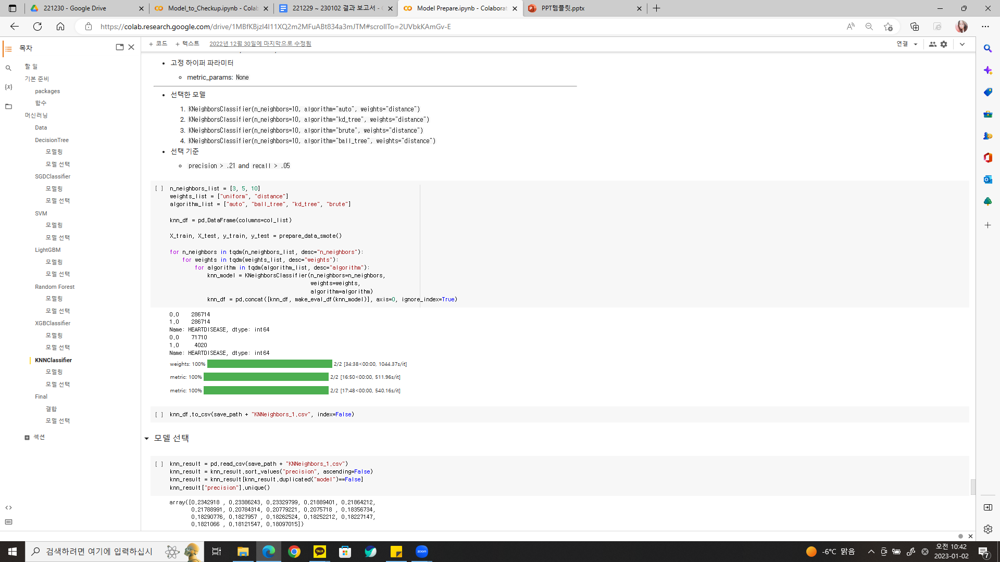 221230 - Google Drive
Model_to_Checkup.ipynb - Colab
221229 ~ 230102 결과 보고서 - G
Model Prepare.ipynb - Colaborat
PPT템플릿.pptx
https://colab.research.google.com/drive/1MBfKBjzI4I11XQ2m2MFuABt834a3mJTM#scrollTo=2UVbkKAmGv-E
목차
+ 코드 + 텍스트 2022년 12월 30일에 마지막으로 수정됨
연결
할 일
기본 준비
packages
함수
머신러닝
Data
DecisionTree
모델링
모델 선택
SGDClassifier
모델링
모델 선택
SVM
모델링
모델 선택
LightGBM
모델링
모델 선택
Random Forest
모델링
모델 선택
XGBClassifier
모델링
모델 선택
KNNClassifier
모델링
모델 선택
Final
결합
모델 선택
섹션
고정 하이퍼 파라미터
metric_params: None
선택한 모델
1. KNeighborsClassifier(n_neighbors=10, algorithm="auto", weights="distance")
2. KNeighborsClassifier(n_neighbors=10, algorithm="kd_tree", weights="distance")
3. KNeighborsClassifier(n_neighbors=10, algorithm="brute", weights="distance")
4. KNeighborsClassifier(n_neighbors=10, algorithm="ball_tree", weights="distance")
선택 기준
precision > .21 and recall > .05
[ ] n_neighbors_list = [3, 5, 10]
weights_list = ["uniform", "distance"]
algorithm_list = ["auto", "ball_tree", "kd_tree", "brute"]
knn_df = pd.DataFrame(columns=col_list)
X_train, X_test, y_train, y_test = prepare_data_smote()
for n_neighbors in tqdm(n_neighbors_list, desc="n_neighbors"):
for weights in tqdm(weights_list, desc="weights"):
for algorithm in tqdm(algorithm_list, desc="algorithm"):
knn_model = KNeighborsClassifier(n_neighbors=n_neighbors,
weights=weights,
algorithm=algorithm)
knn_df = pd.concat([knn_df, make_eval_df(knn_model)], axis=0, ignore_index=True)
0.0 286714
1.0 286714
Name: HEARTDISEASE, dtype: int64
0.0 71710
1.0 4020
Name: HEARTDISEASE, dtype: int64
weights: 100% 2/2 [34:38<00:00, 1044.37s/it]
metric: 100% 2/2 [16:50<00:00, 511.96s/it]
metric: 100% 2/2 [17:48<00:00, 540.16s/it]
[ ] knn_df.to_csv(save_path + "KNNeighbors_1.csv", index=False)
모델 선택
[ ] knn_result = pd.read_csv(save_path + "KNNeighbors_1.csv")
knn_result = knn_result.sort_values("precision", ascending=False)
knn_result = knn_result[knn_result.duplicated("model")==False]
knn_result["precision"].unique()
array([0.2342918 , 0.23386243, 0.23329799, 0.21889401, 0.21864212,
0.21788991, 0.20784314, 0.20779221, 0.2075718 , 0.18356734,
0.18290776, 0.1827957 , 0.18262524, 0.18252212, 0.18227147,
0.1821066 , 0.18121547, 0.18097015])
검색하려면 여기에 입력하십시
TALK
zoom
-6°C 맑음
오전 10:42
2023-01-02
7